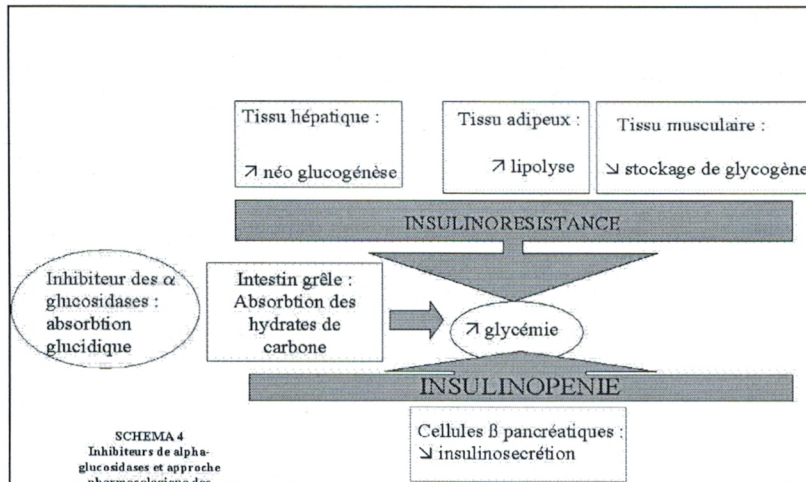 Tissu hépatique :
↗ néo glucogénèse
Tissu adipeux :
↗ lipolyse
Tissu musculaire :
↘ stockage de glycogène
INSULINORESISTANCE
Inhibiteur des α
glucosidases :
absorbtion
glucidique
Intestin grêle :
Absorbtion des
hydrates de
carbone
↗ glycémie
INSULINOPENIE
Cellules ß pancréatiques :
↘ insulinosecrétion
SCHEMA 4
Inhibiteurs de alpha-
glucosidases et approche